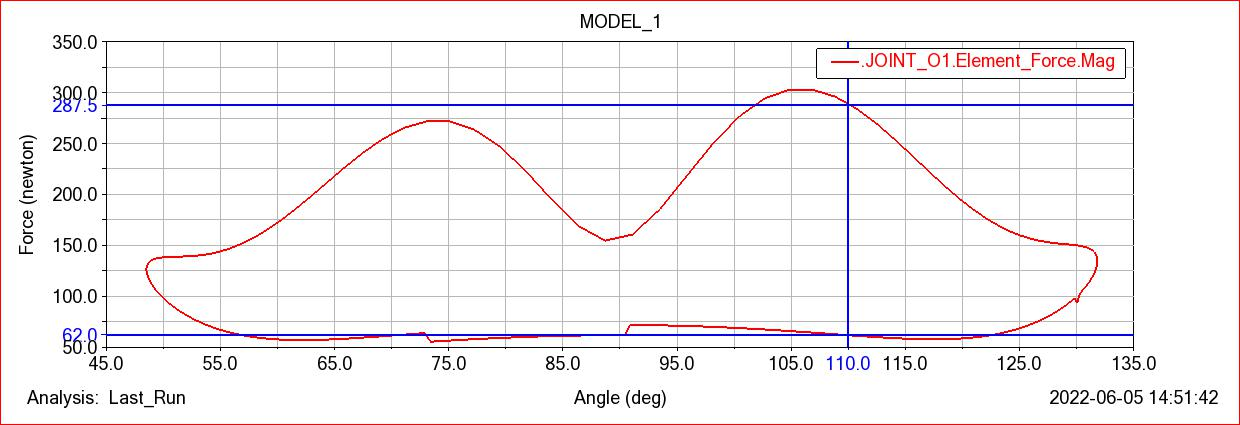 MODEL_1
350.0
300.0
287.5
250.0
200.0
150.0
100.0
62.0
50.0
Force (newton)
.JOINT_O1.Element_Force.Mag
45.0 55.0 65.0 75.0 85.0 95.0 105.0 110.0 115.0 125.0 135.0
Analysis: Last_Run Angle (deg) 2022-06-05 14:51:42